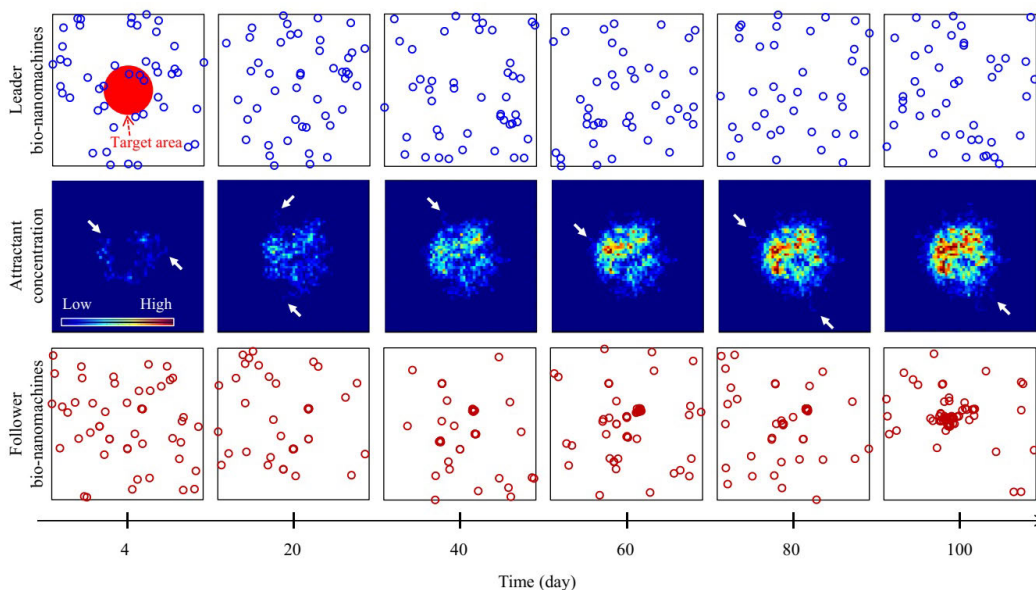 Leader
bio-nanomachines
Target area
Attractant
concentration
Low High
Follower
bio-nanomachines
4 20 40 60 80 100
Time (day)